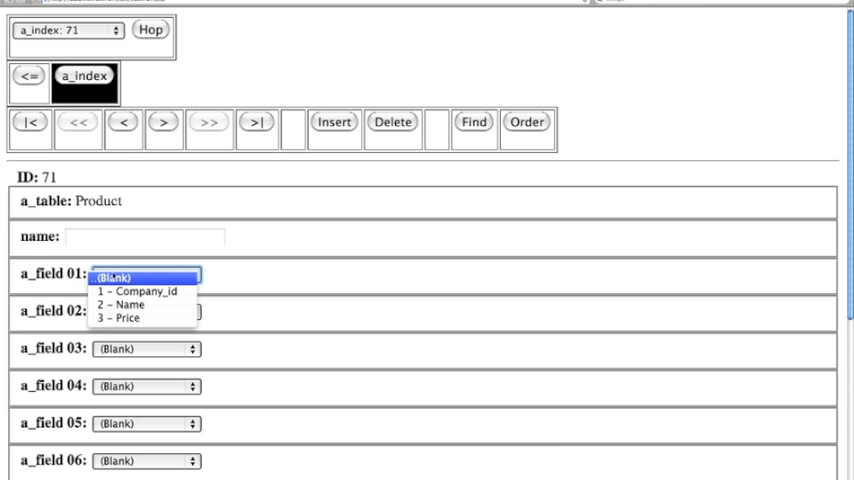 a_index: 71 Hop
<= a_index
|< << < > >> >| Insert Delete Find Order
ID: 71
a_table: Product
name:
a_field 01:
(Blank)
1 - Company_id
a_field 02:
2 - Name
3 - Price
a_field 03: (Blank)
a_field 04: (Blank)
a_field 05: (Blank)
a_field 06: (Blank)